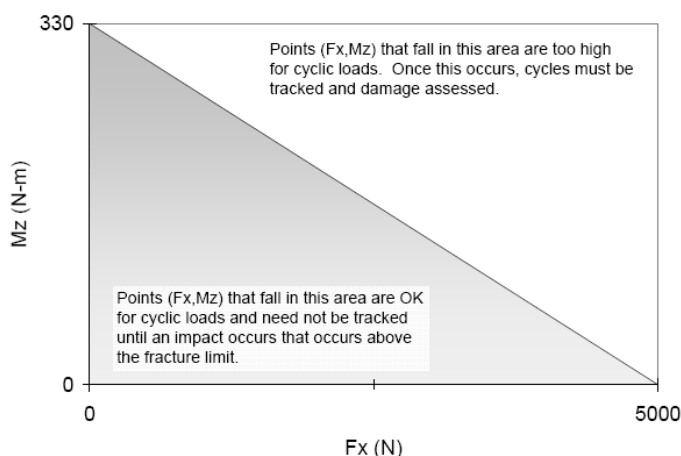 330
Points (Fx,Mz) that fall in this area are too high
for cyclic loads. Once this occurs, cycles must be
tracked and damage assessed.
Mz (N-m)
Points (Fx,Mz) that fall in this area are OK
for cyclic loads and need not be tracked
until an impact occurs that occurs above
the fracture limit.
0
0
5000
Fx (N)